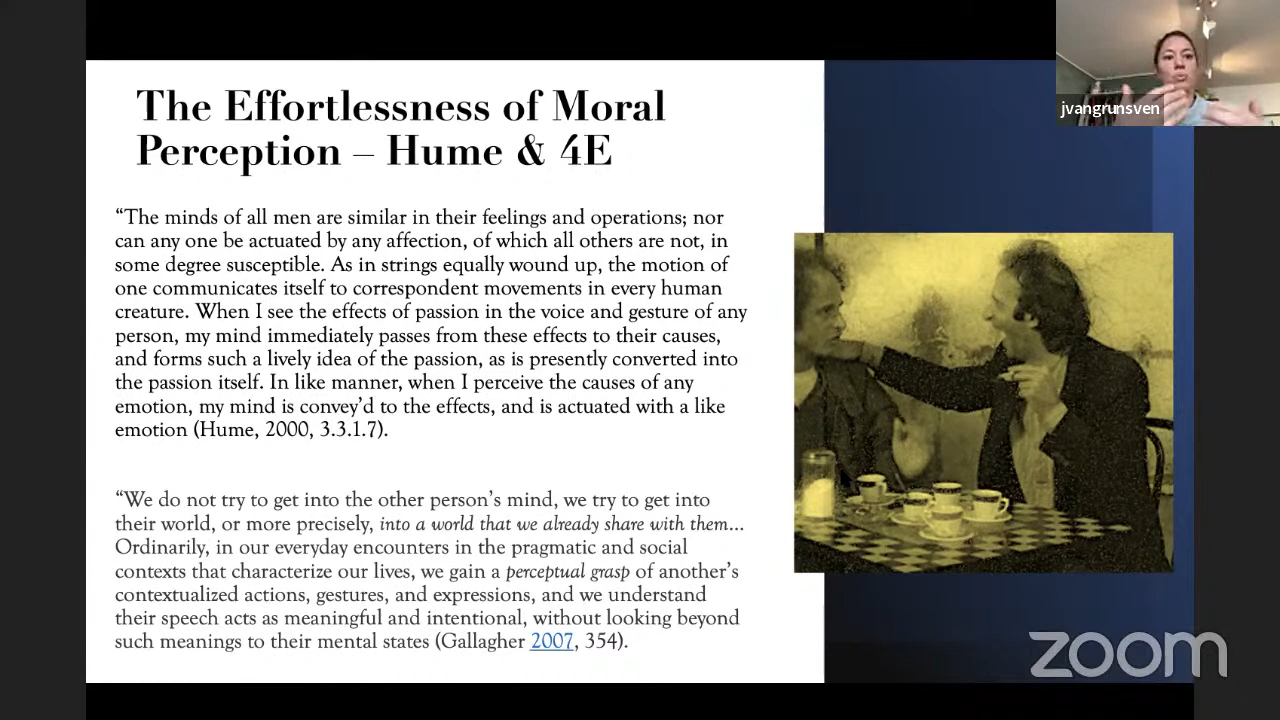 The Effortlessness of Moral
Perception – Hume & 4E
“The minds of all men are similar in their feelings and operations; nor
can any one be actuated by any affection, of which all others are not, in
some degree susceptible. As in strings equally wound up, the motion of
one communicates itself to correspondent movements in every human
creature. When I see the effects of passion in the voice and gesture of any
person, my mind immediately passes from these effects to their causes,
and forms such a lively idea of the passion, as is presently converted into
the passion itself. In like manner, when I perceive the causes of any
emotion, my mind is convey’d to the effects, and is actuated with a like
emotion (Hume, 2000, 3.3.1.7).
“We do not try to get into the other person’s mind, we try to get into
their world, or more precisely, into a world that we already share with them…
Ordinarily, in our everyday encounters in the pragmatic and social
contexts that characterize our lives, we gain a perceptual grasp of another’s
contextualized actions, gestures, and expressions, and we understand
their speech acts as meaningful and intentional, without looking beyond
such meanings to their mental states (Gallagher 2007, 354).
jvangrunsven
zoom